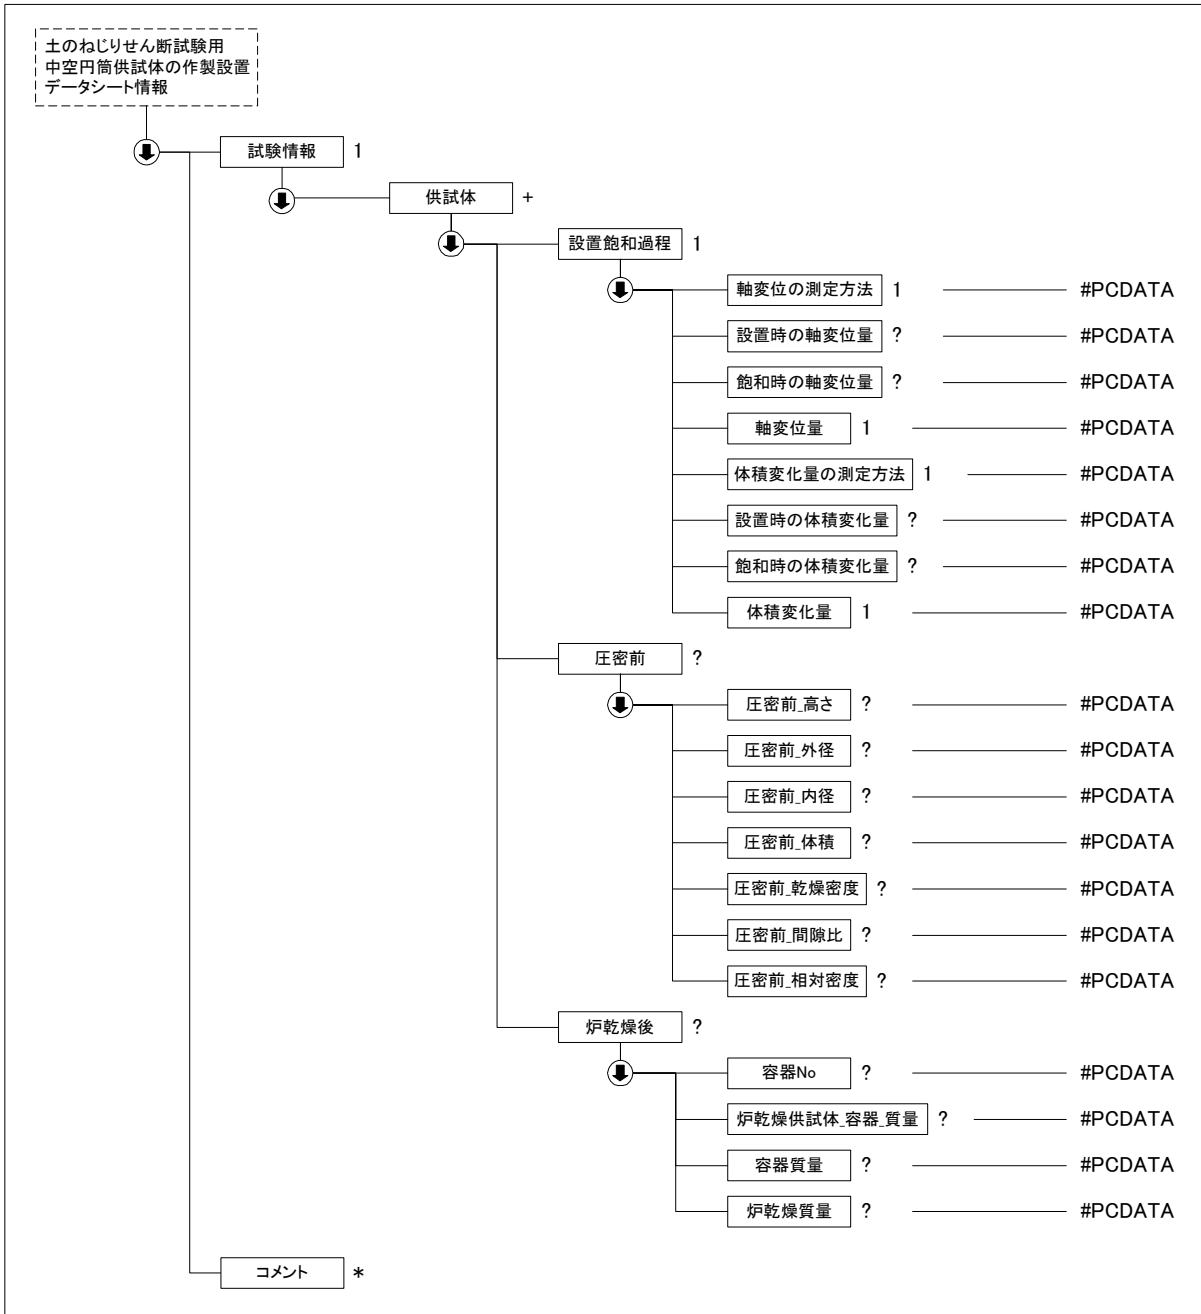 土のねじりせん断試験用
中空円筒供試体の作製設置
データシート情報
試験情報 1
供試体 +
設置飽和過程 1
軸変位の測定方法 1 #PCDATA
設置時の軸変位量 ? #PCDATA
飽和時の軸変位量 ? #PCDATA
軸変位量 1 #PCDATA
体積変化量の測定方法 1 #PCDATA
設置時の体積変化量 ? #PCDATA
飽和時の体積変化量 ? #PCDATA
体積変化量 1 #PCDATA
圧密前 ?
圧密前_高さ ? #PCDATA
圧密前_外径 ? #PCDATA
圧密前_内径 ? #PCDATA
圧密前_体積 ? #PCDATA
圧密前_乾燥密度 ? #PCDATA
圧密前_間隙比 ? #PCDATA
圧密前_相対密度 ? #PCDATA
炉乾燥後 ?
容器No ? #PCDATA
炉乾燥供試体_容器_質量 ? #PCDATA
容器質量 ? #PCDATA
炉乾燥質量 ? #PCDATA
コメント *